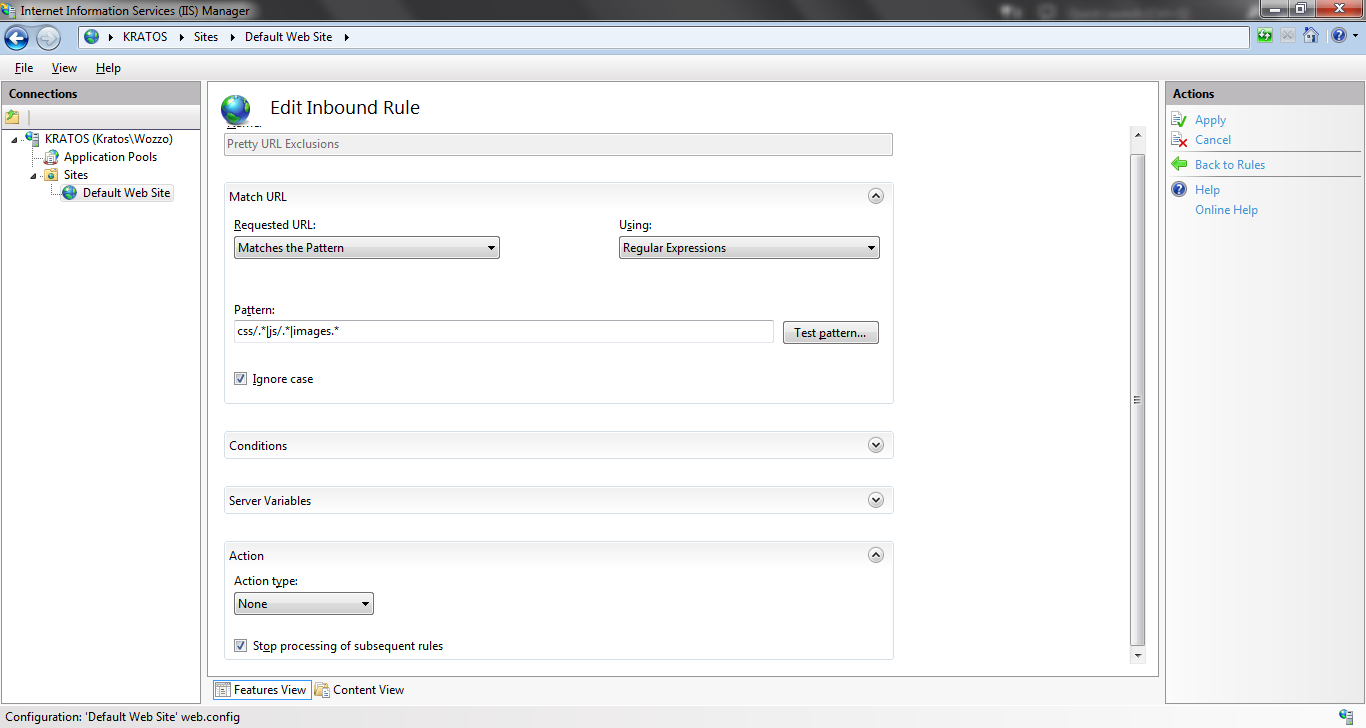 Internet Information Services (IIS) Manager
KRATOS Sites Default Web Site
File View Help
Connections
KRATOS (Kratos\Wozzo)
Application Pools
Sites
Default Web Site
Edit Inbound Rule
Name:
Pretty URL Exclusions
Match URL
Requested URL: Using:
Matches the Pattern Regular Expressions
Pattern:
css/.*|js/.*|images.* Test pattern...
Ignore case
Conditions
Server Variables
Action
Action type:
None
Stop processing of subsequent rules
Features View Content View
Actions
Apply
Cancel
Back to Rules
Help
Online Help
Configuration: 'Default Web Site' web.config